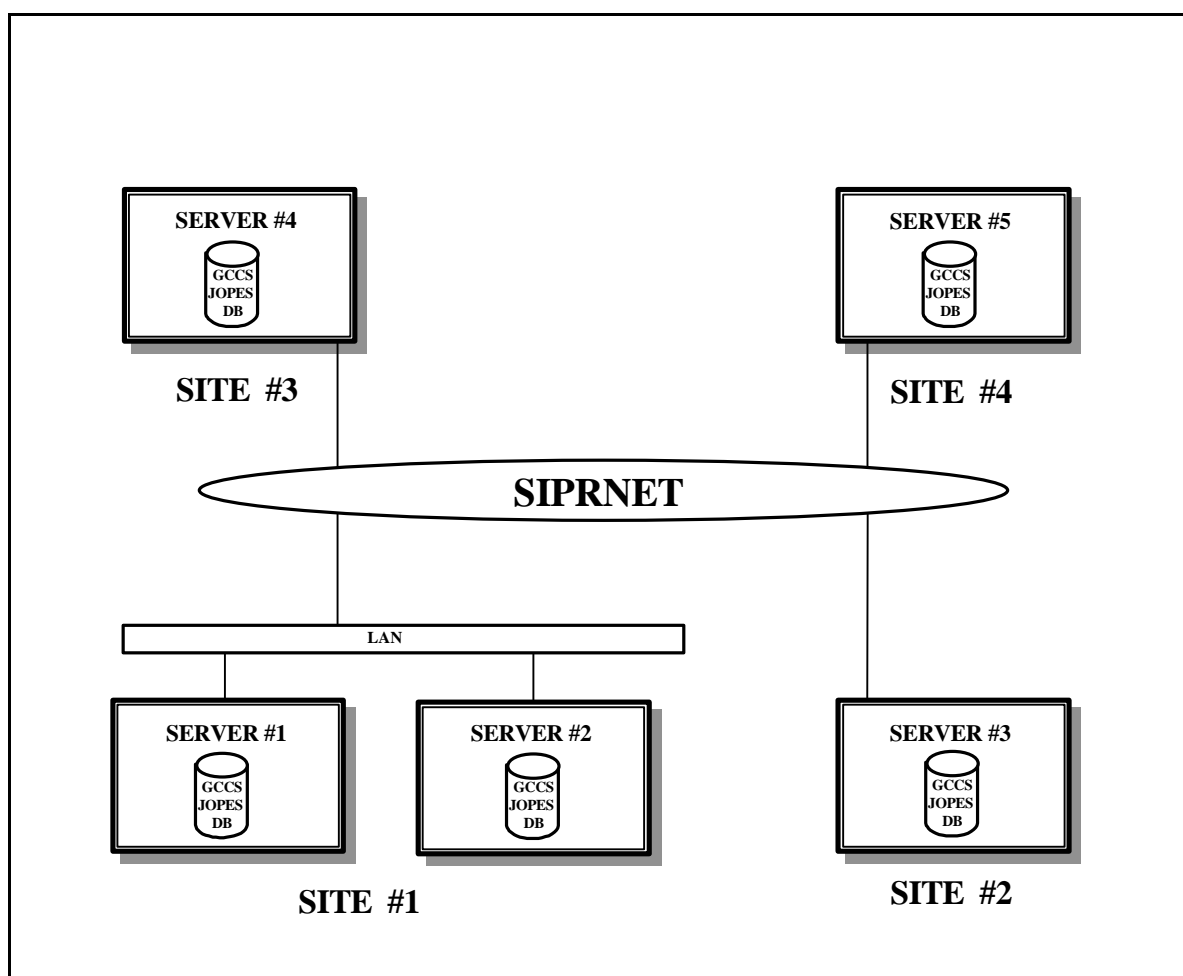 SERVER #4
GCCS
JOPES
DB
SITE #3
SERVER #5
GCCS
JOPES
DB
SITE #4
SIPRNET
LAN
SERVER #1
GCCS
JOPES
DB
SERVER #2
GCCS
JOPES
DB
SITE #1
SERVER #3
GCCS
JOPES
DB
SITE #2